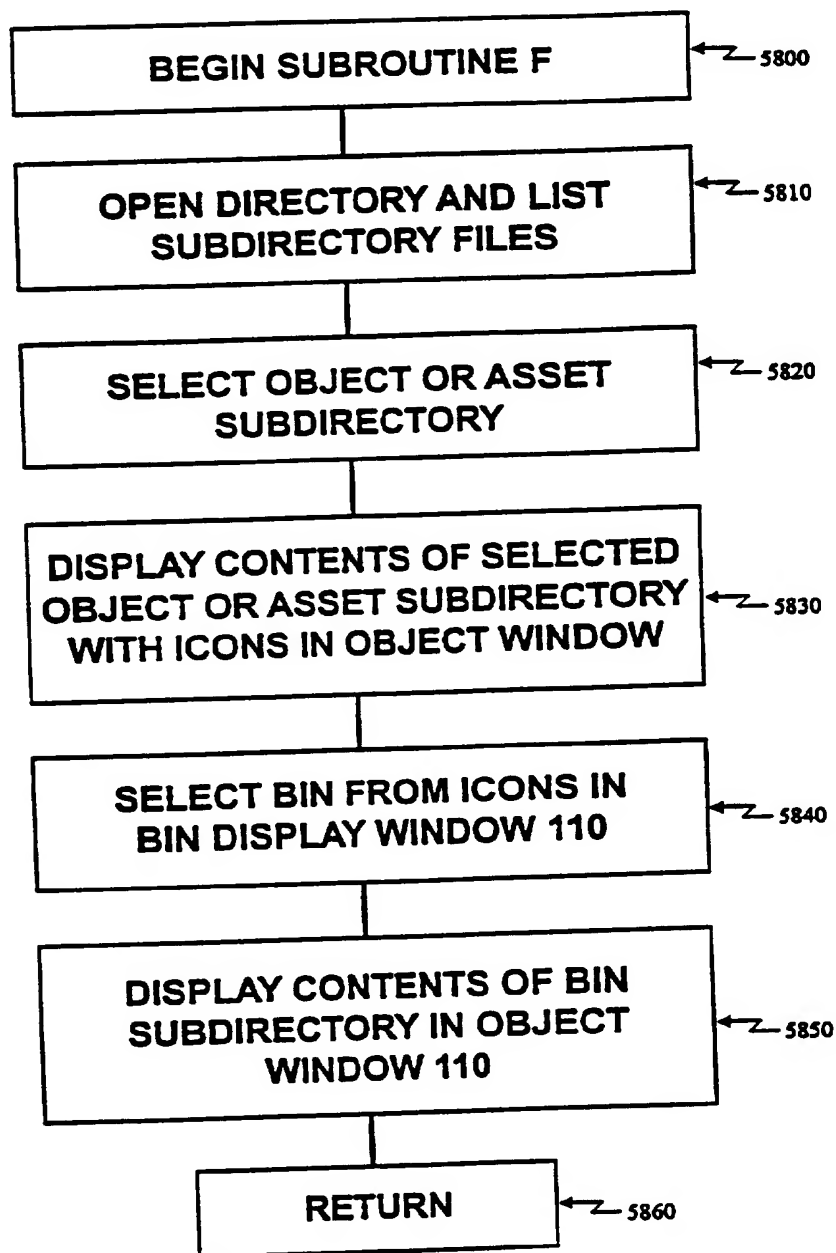 BEGIN SUBROUTINE F
5800
OPEN DIRECTORY AND LIST
SUBDIRECTORY FILES
5810
SELECT OBJECT OR ASSET
SUBDIRECTORY
5820
DISPLAY CONTENTS OF SELECTED
OBJECT OR ASSET SUBDIRECTORY
WITH ICONS IN OBJECT WINDOW
5830
SELECT BIN FROM ICONS IN
BIN DISPLAY WINDOW 110
5840
DISPLAY CONTENTS OF BIN
SUBDIRECTORY IN OBJECT
WINDOW 110
5850
RETURN
5860